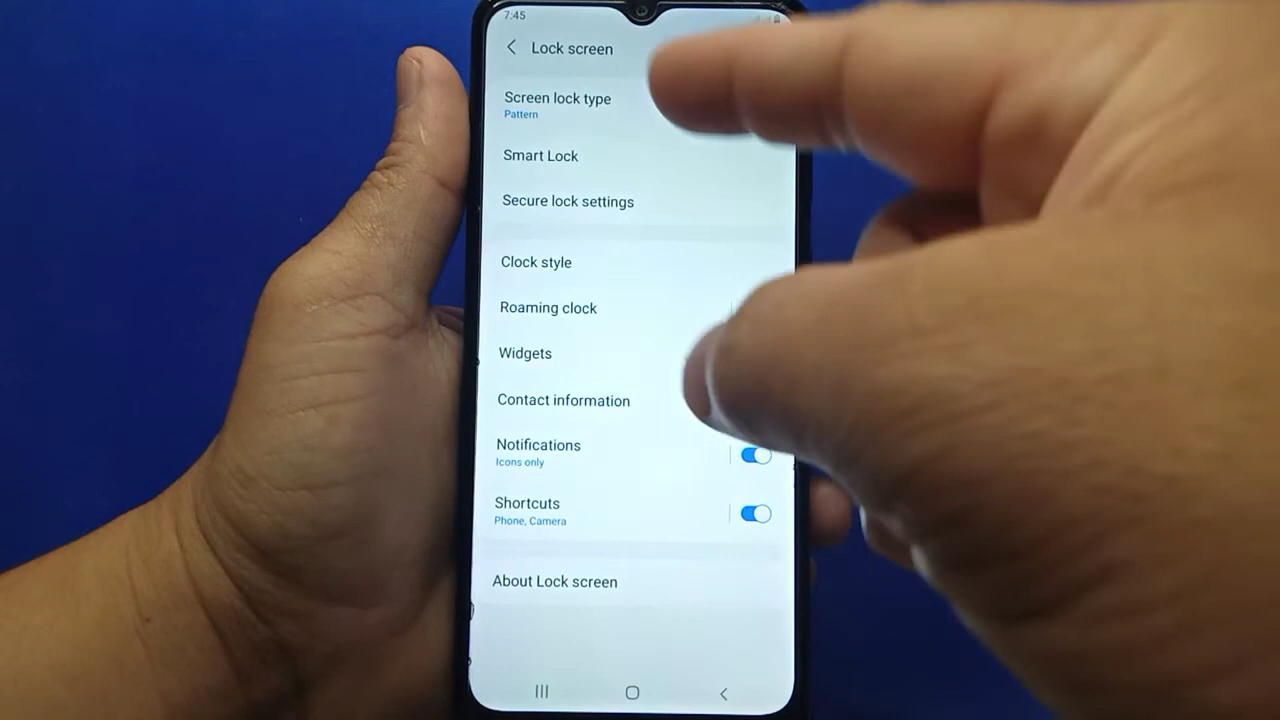 7:45
Lock screen
Screen lock type
Pattern
Smart Lock
Secure lock settings
Clock style
Roaming clock
Widgets
Contact information
Notifications
Icons only
Shortcuts
Phone, Camera
About Lock screen